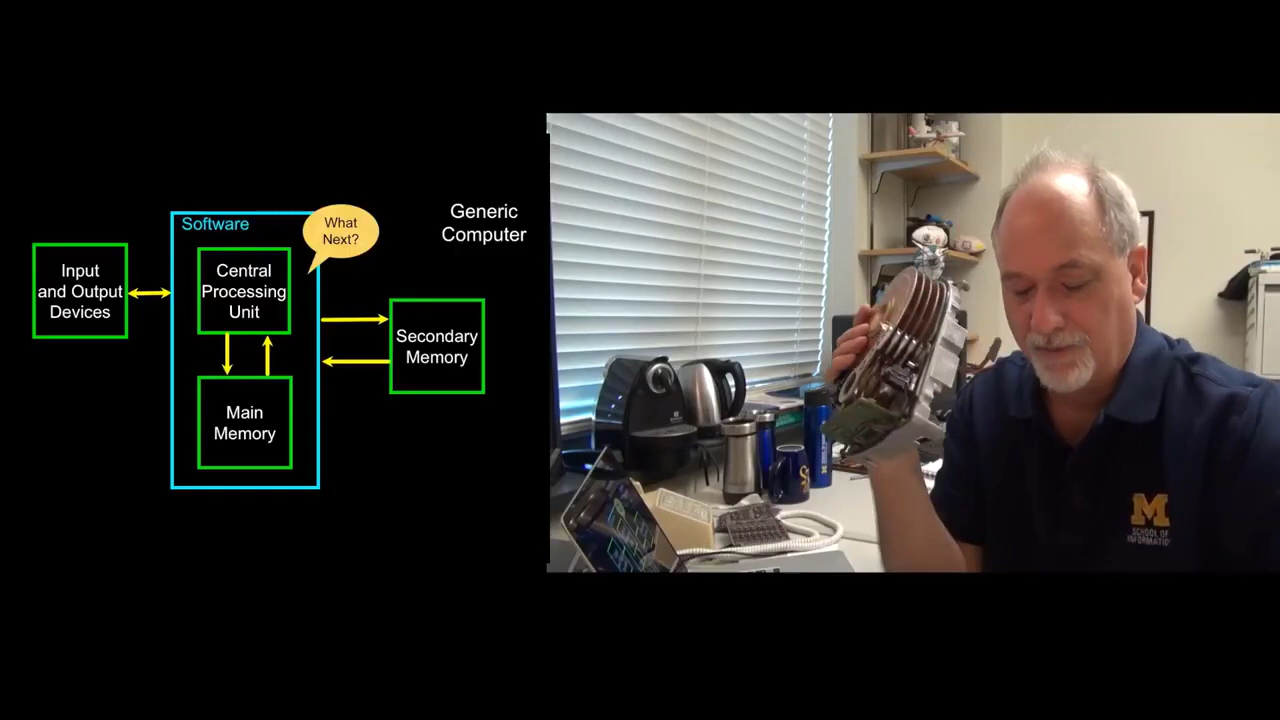 Generic
Computer
Software
What
Next?
Input
and Output
Devices
Central
Processing
Unit
Secondary
Memory
Main
Memory
M
SCHOOL OF
INFORMATION